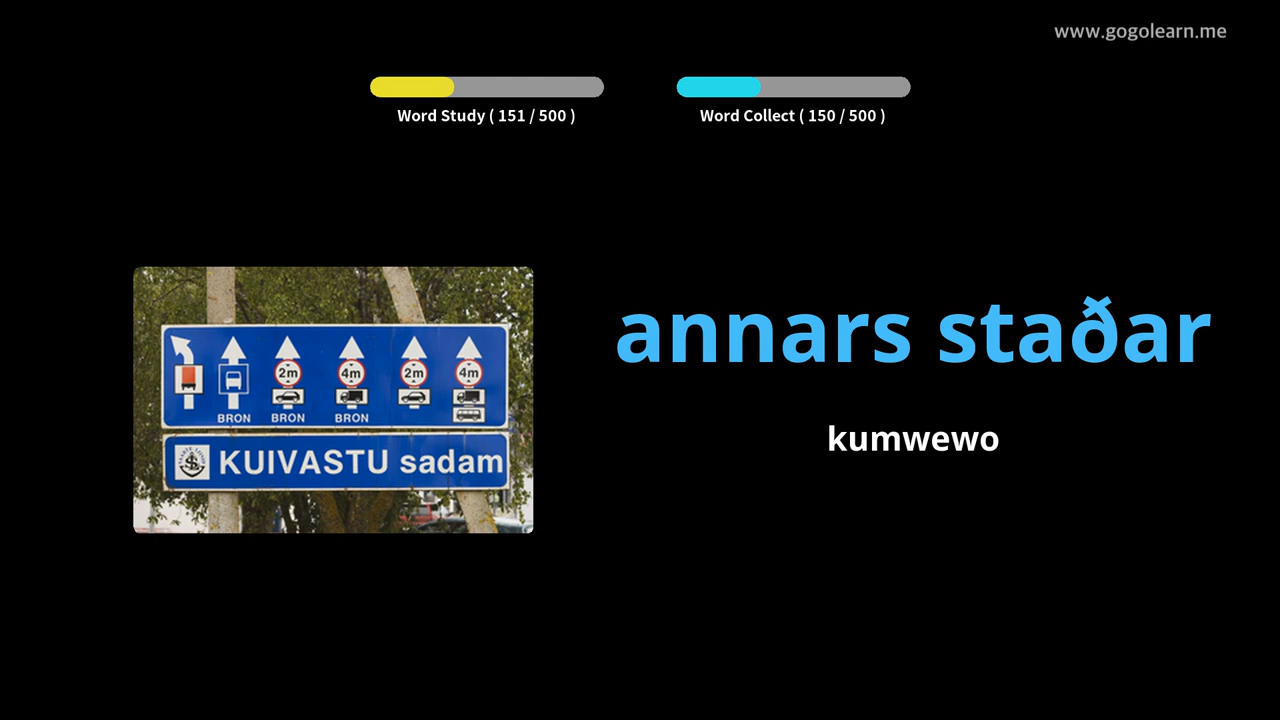 www.gogolearn.me
Word Study ( 151 / 500 )
Word Collect ( 150 / 500 )
annars staðar
kumwewo
2m 4m 2m 4m
BRON BRON BRON
KUIVASTU sadam